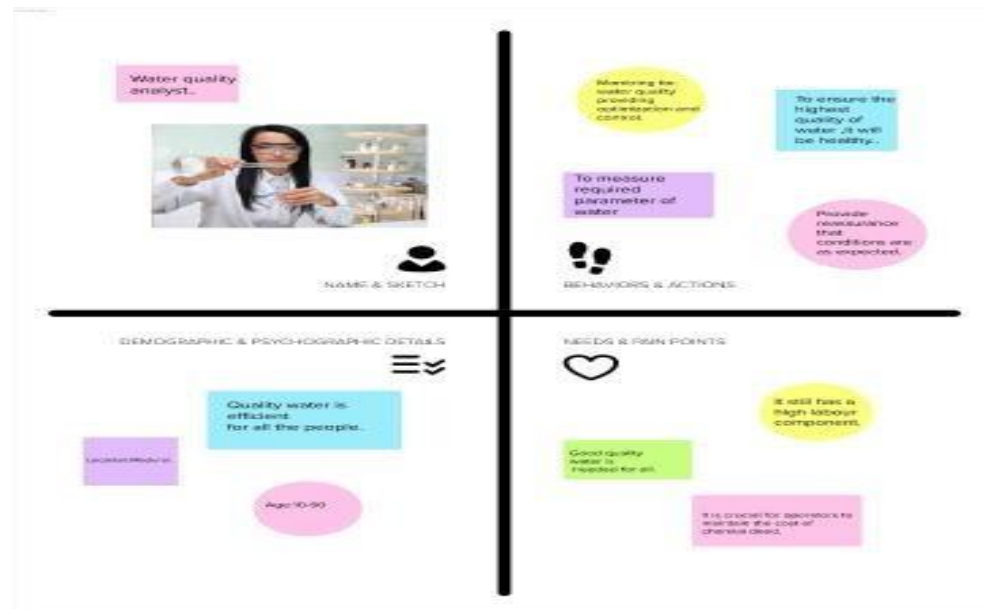 Water quality
analyst..
NAME & SKETCH
Monitring for
water quality
providing
optimization and
control.
To ensure the
highest
quality of
water ,it will
be healthy..
To measure
required
parameter of
water
Provide
reassurance
that
conditions are
as expected.
BEHAVIORS & ACTIONS
DEMOGRAPHIC & PSYCHOGRAPHIC DETAILS
Quality water is
efficient
for all the people.
Age:10-90
NEEDS & PAIN POINTS
It still has a
high labour
component.
Good quality
water is
needed for all.
It is crucial for operators to
maintain the cost of
chemical